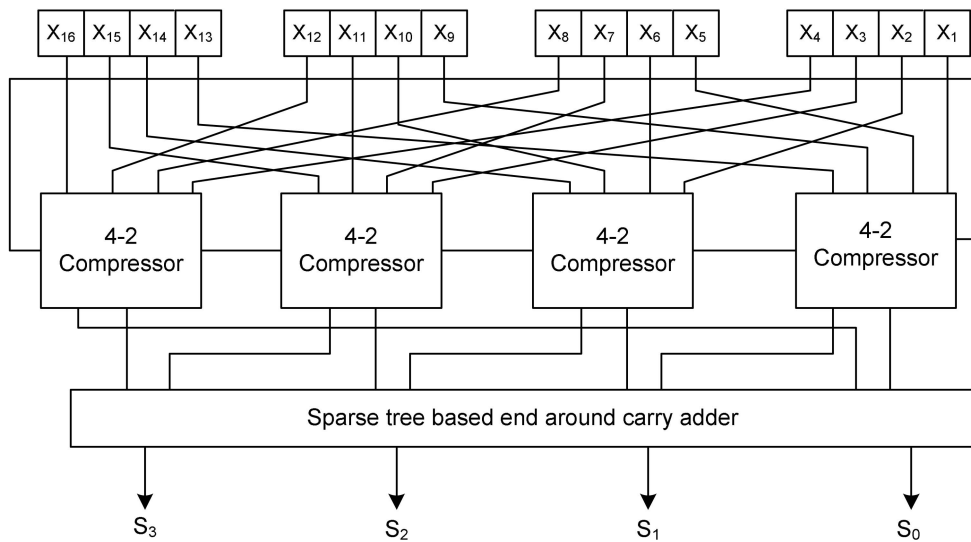 X₁₆ X₁₅ X₁₄ X₁₃ X₁₂ X₁₁ X₁₀ X₉ X₈ X₇ X₆ X₅ X₄ X₃ X₂ X₁
4-2 4-2 4-2 4-2
Compressor Compressor Compressor Compressor
Sparse tree based end around carry adder
S₃ S₂ S₁ S₀